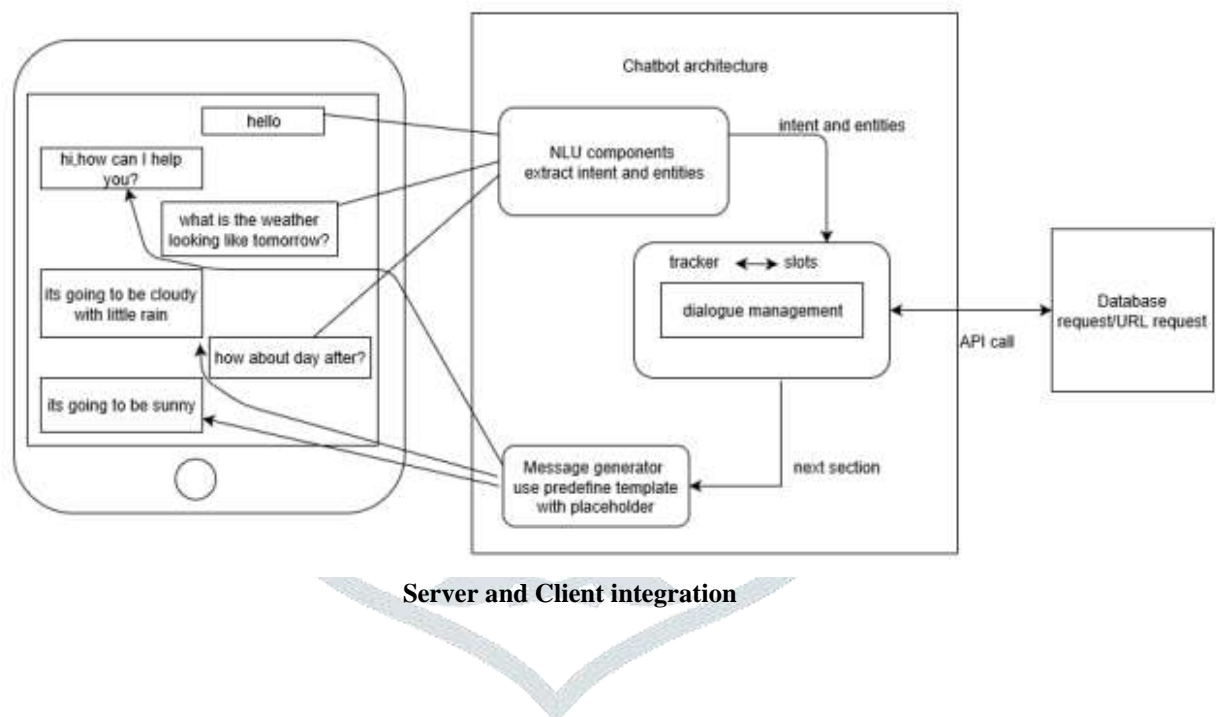 Chatbot architecture
hello
hi,how can I help
you?
what is the weather
looking like tomorrow?
its going to be cloudy
with little rain
how about day after?
its going to be sunny
NLU components
extract intent and entities
intent and entities
tracker
slots
dialogue management
API call
Database
request/URL request
next section
Message generator
use predefine template
with placeholder
Server and Client integration